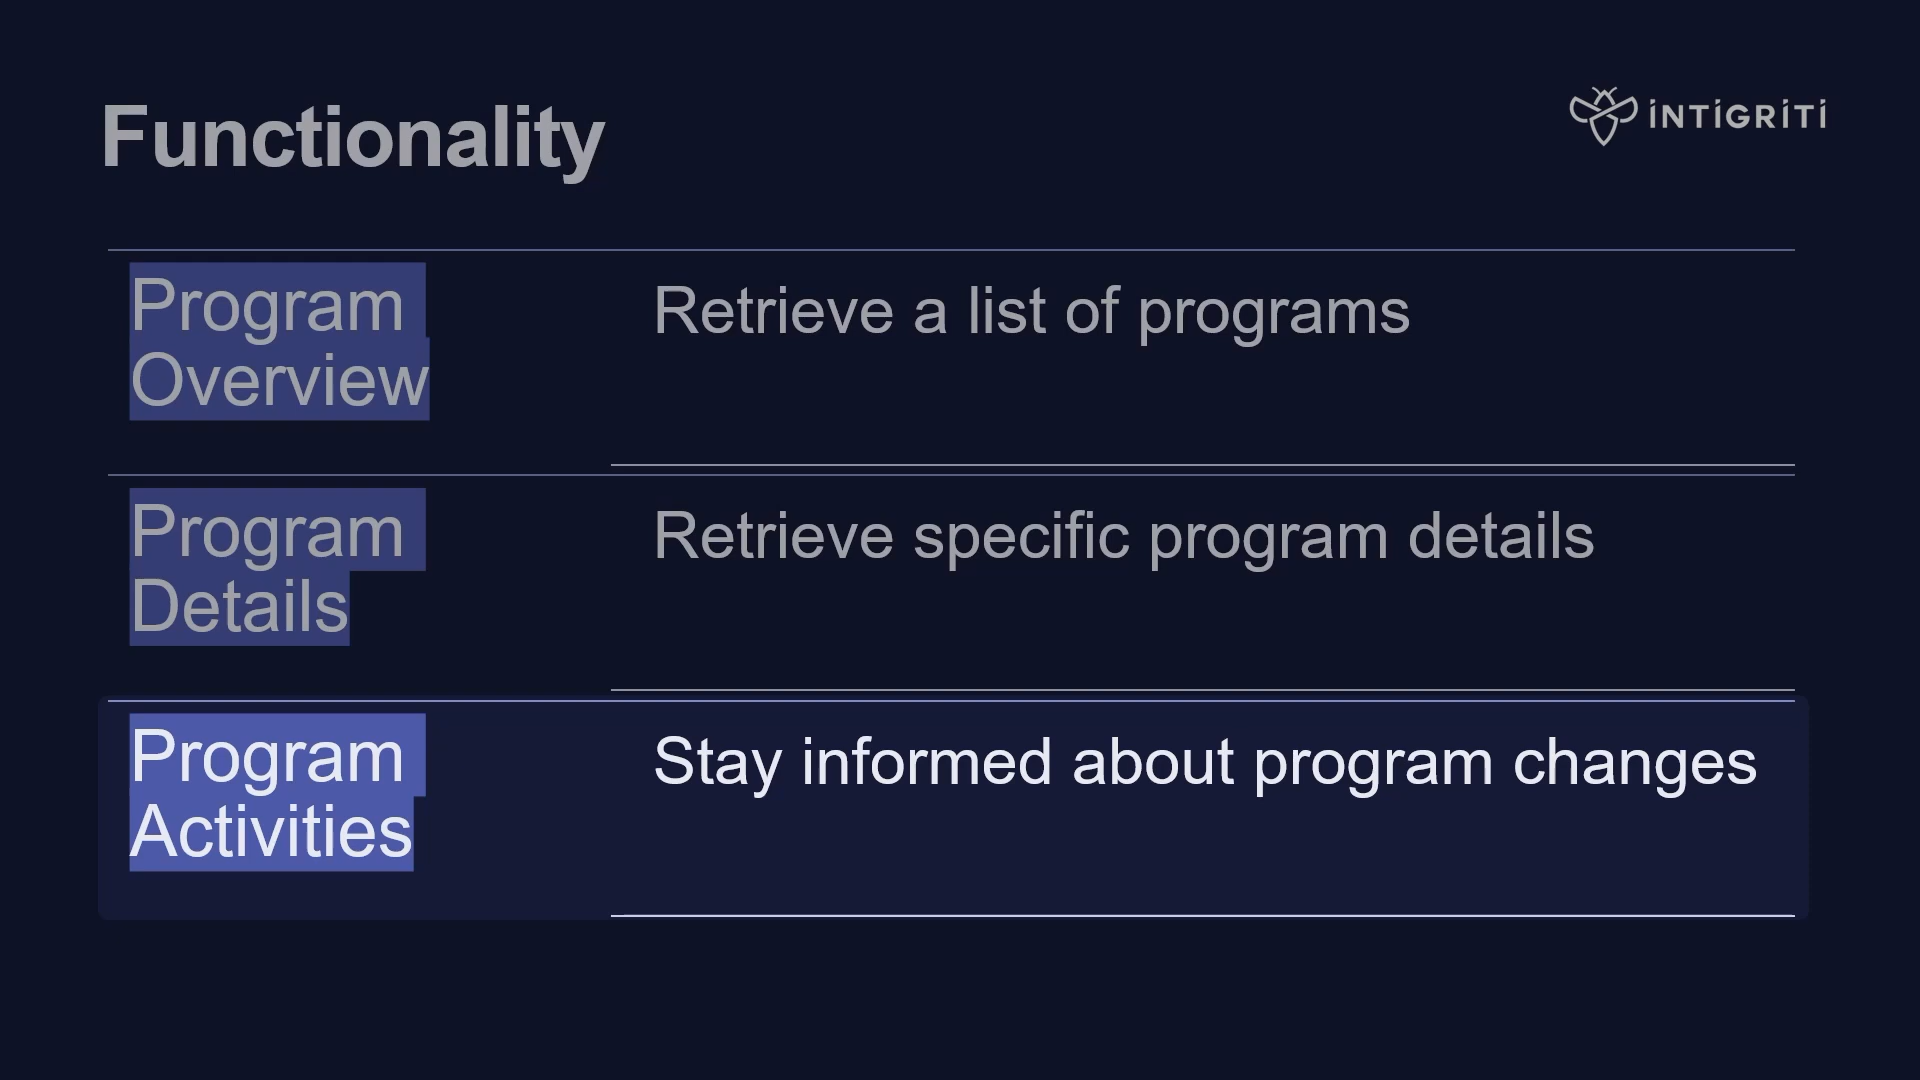 Functionality
INTIGRITI
Program
Overview
Retrieve a list of programs
Program
Details
Retrieve specific program details
Program
Activities
Stay informed about program changes